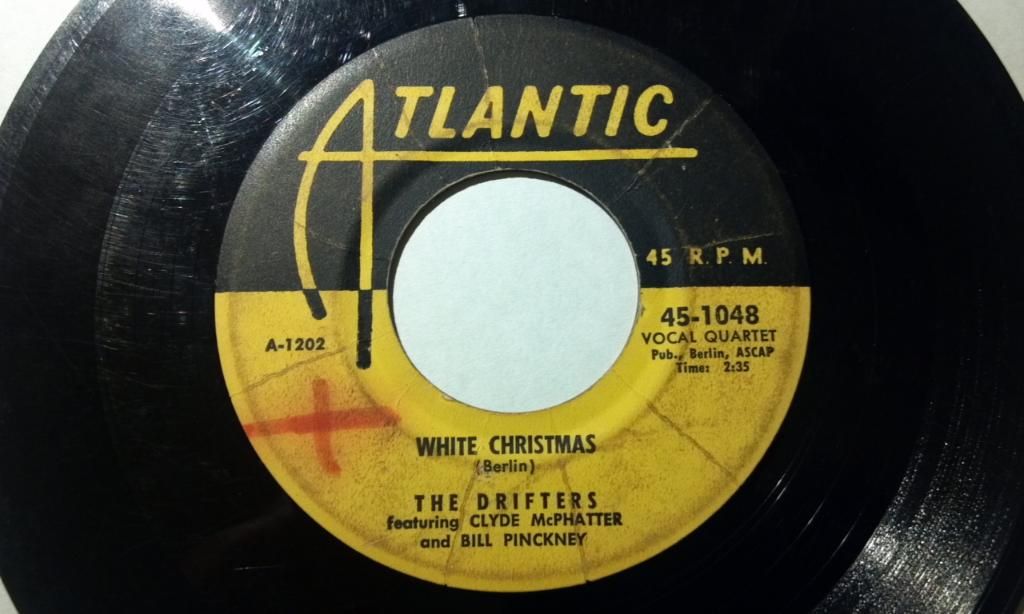 ATLANTIC
45 R.P.M.
A-1202
45-1048
VOCAL QUARTET
Pub., Berlin, ASCAP
Time: 2:35
WHITE CHRISTMAS
(Berlin)
THE DRIFTERS
featuring CLYDE McPHATTER
and BILL PINCKNEY